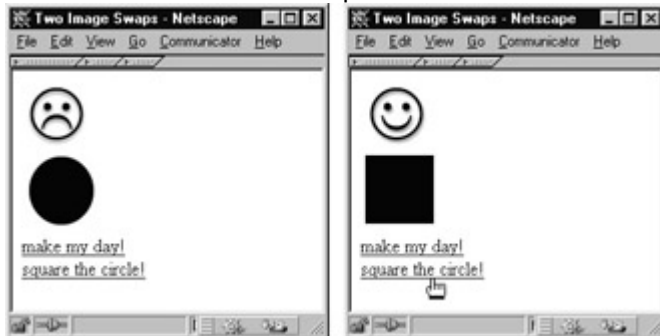 Two Image Swaps - Netscape
File Edit View Go Communicator Help
make my day!
square the circle!
Two Image Swaps - Netscape
File Edit View Go Communicator Help
make my day!
square the circle!